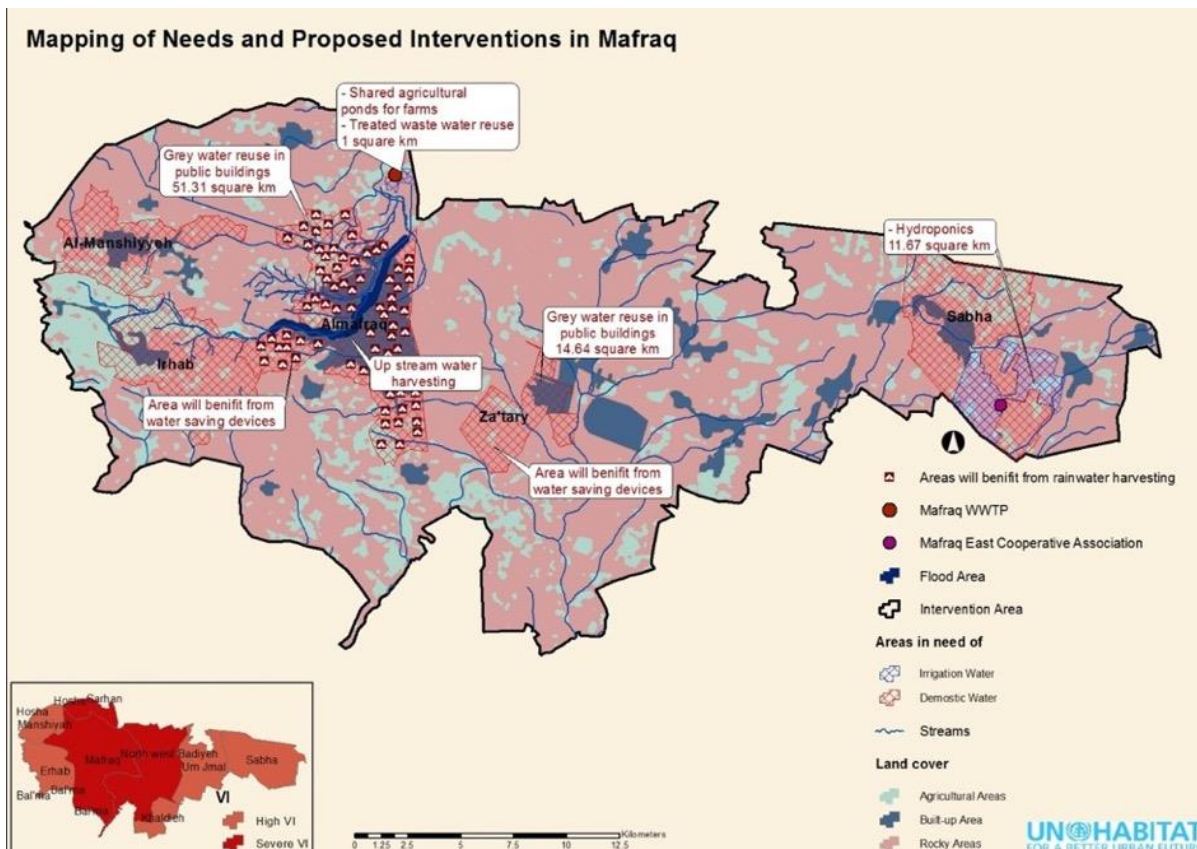 Mapping of Needs and Proposed Interventions in Mafraq
- Shared agricultural
ponds for farms
- Treated waste water reuse
1 square km
Grey water reuse in
public buildings
51.31 square km
Al-Manshiyyeh
- Hydroponics
11.67 square km
Almafraq
Grey water reuse in
public buildings
14.64 square km
Sabha
Irhab
Up stream water
harvesting
Area will benifit from
water saving devices
Za'tary
Area will benifit from
water saving devices
Areas will benifit from rainwater harvesting
Mafraq WWTP
Mafraq East Cooperative Association
Flood Area
Intervention Area
Areas in need of
Irrigation Water
Demostic Water
Streams
Land cover
Agricultural Areas
Built-up Area
Rocky Areas
Hosha Sarhan
Hosha
Manshiyah
Mafraq North west Badiyeh
Um Jmal
Sabha
Erhab
Bal'ma Bal'ma
Bal'ma
Khaldieh
VI
High VI
Severe VI
Kilometers
0 1.25 2.5 5 7.5 10 12.5
UN HABITAT
FOR A BETTER URBAN FUTURE